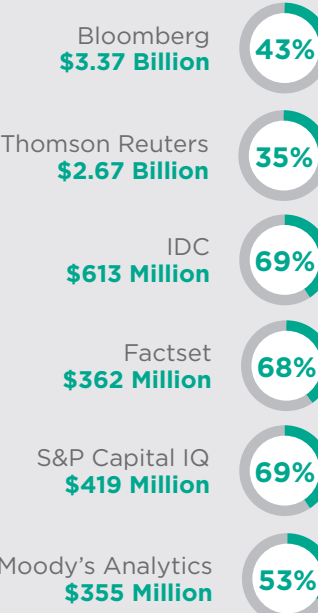 Bloomberg
$3.37 Billion
43%
Thomson Reuters
$2.67 Billion
35%
IDC
$613 Million
69%
Factset
$362 Million
68%
S&P Capital IQ
$419 Million
69%
Moody's Analytics
$355 Million
53%